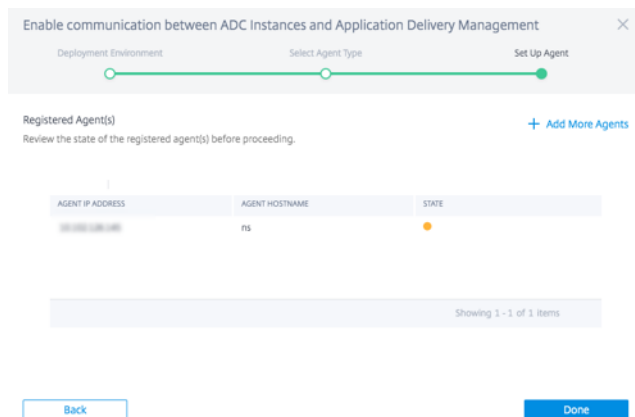 Enable communication between ADC Instances and Application Delivery Management
Deployment Environment
Select Agent Type
Set Up Agent
Registered Agent(s)
Review the state of the registered agent(s) before proceeding.
+ Add More Agents
AGENT IP ADDRESS AGENT HOSTNAME STATE
ns
Showing 1 - 1 of 1 items
Back
Done